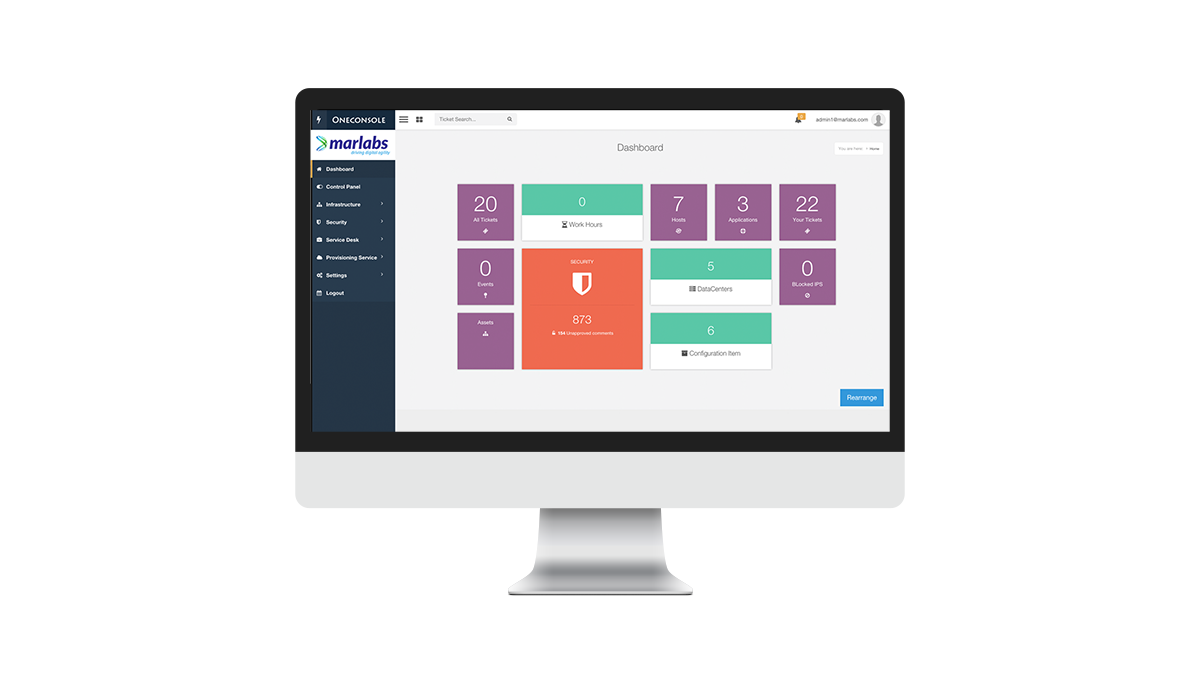 ONECONSOLE
Ticket Search...
admin1@marlabs.com
marlabs
driving digital agility
Dashboard
You are here: > Home
Dashboard
Control Panel
Infrastructure
Security
Service Desk
Provisioning Service
Settings
Logout
20
All Tickets
0
Work Hours
7
Hosts
3
Applications
22
Your Tickets
0
Events
SECURITY
873
154 Unapproved comments
5
DataCenters
0
BLocked IPS
Assets
6
Configuration Item
Rearrange